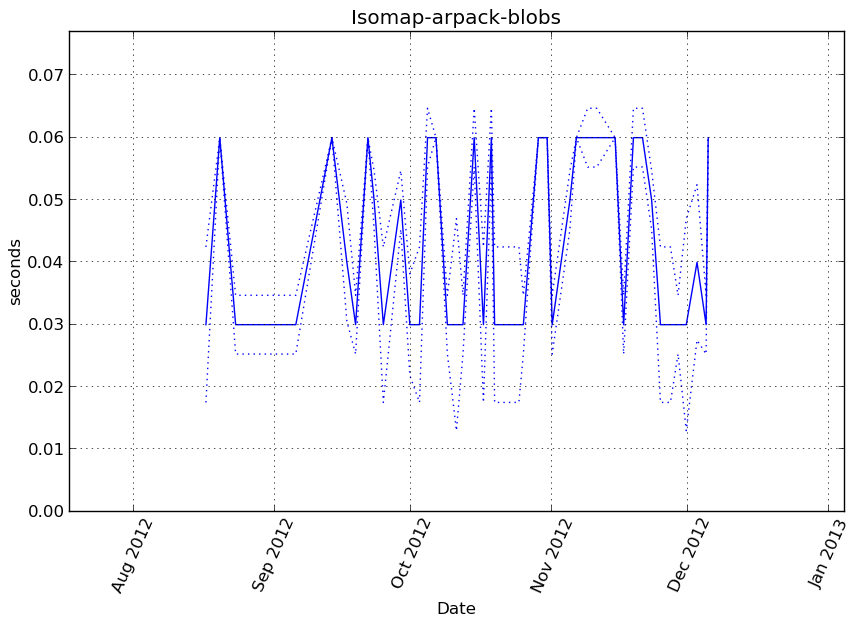 Isomap-arpack-blobs
0.07
0.06
0.05
0.04
0.03
0.02
0.01
0.00
seconds
Aug 2012
Sep 2012
Oct 2012
Nov 2012
Dec 2012
Jan 2013
Date